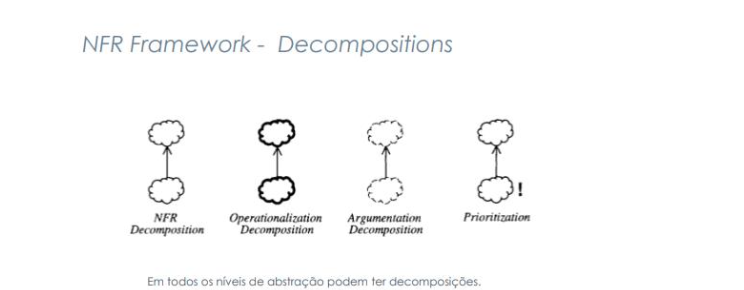 NFR Framework - Decompositions
!
NFR
Decomposition
Operationalization
Decomposition
Argumentation
Decomposition
Prioritization
Em todos os níveis de abstração podem ter decomposições.